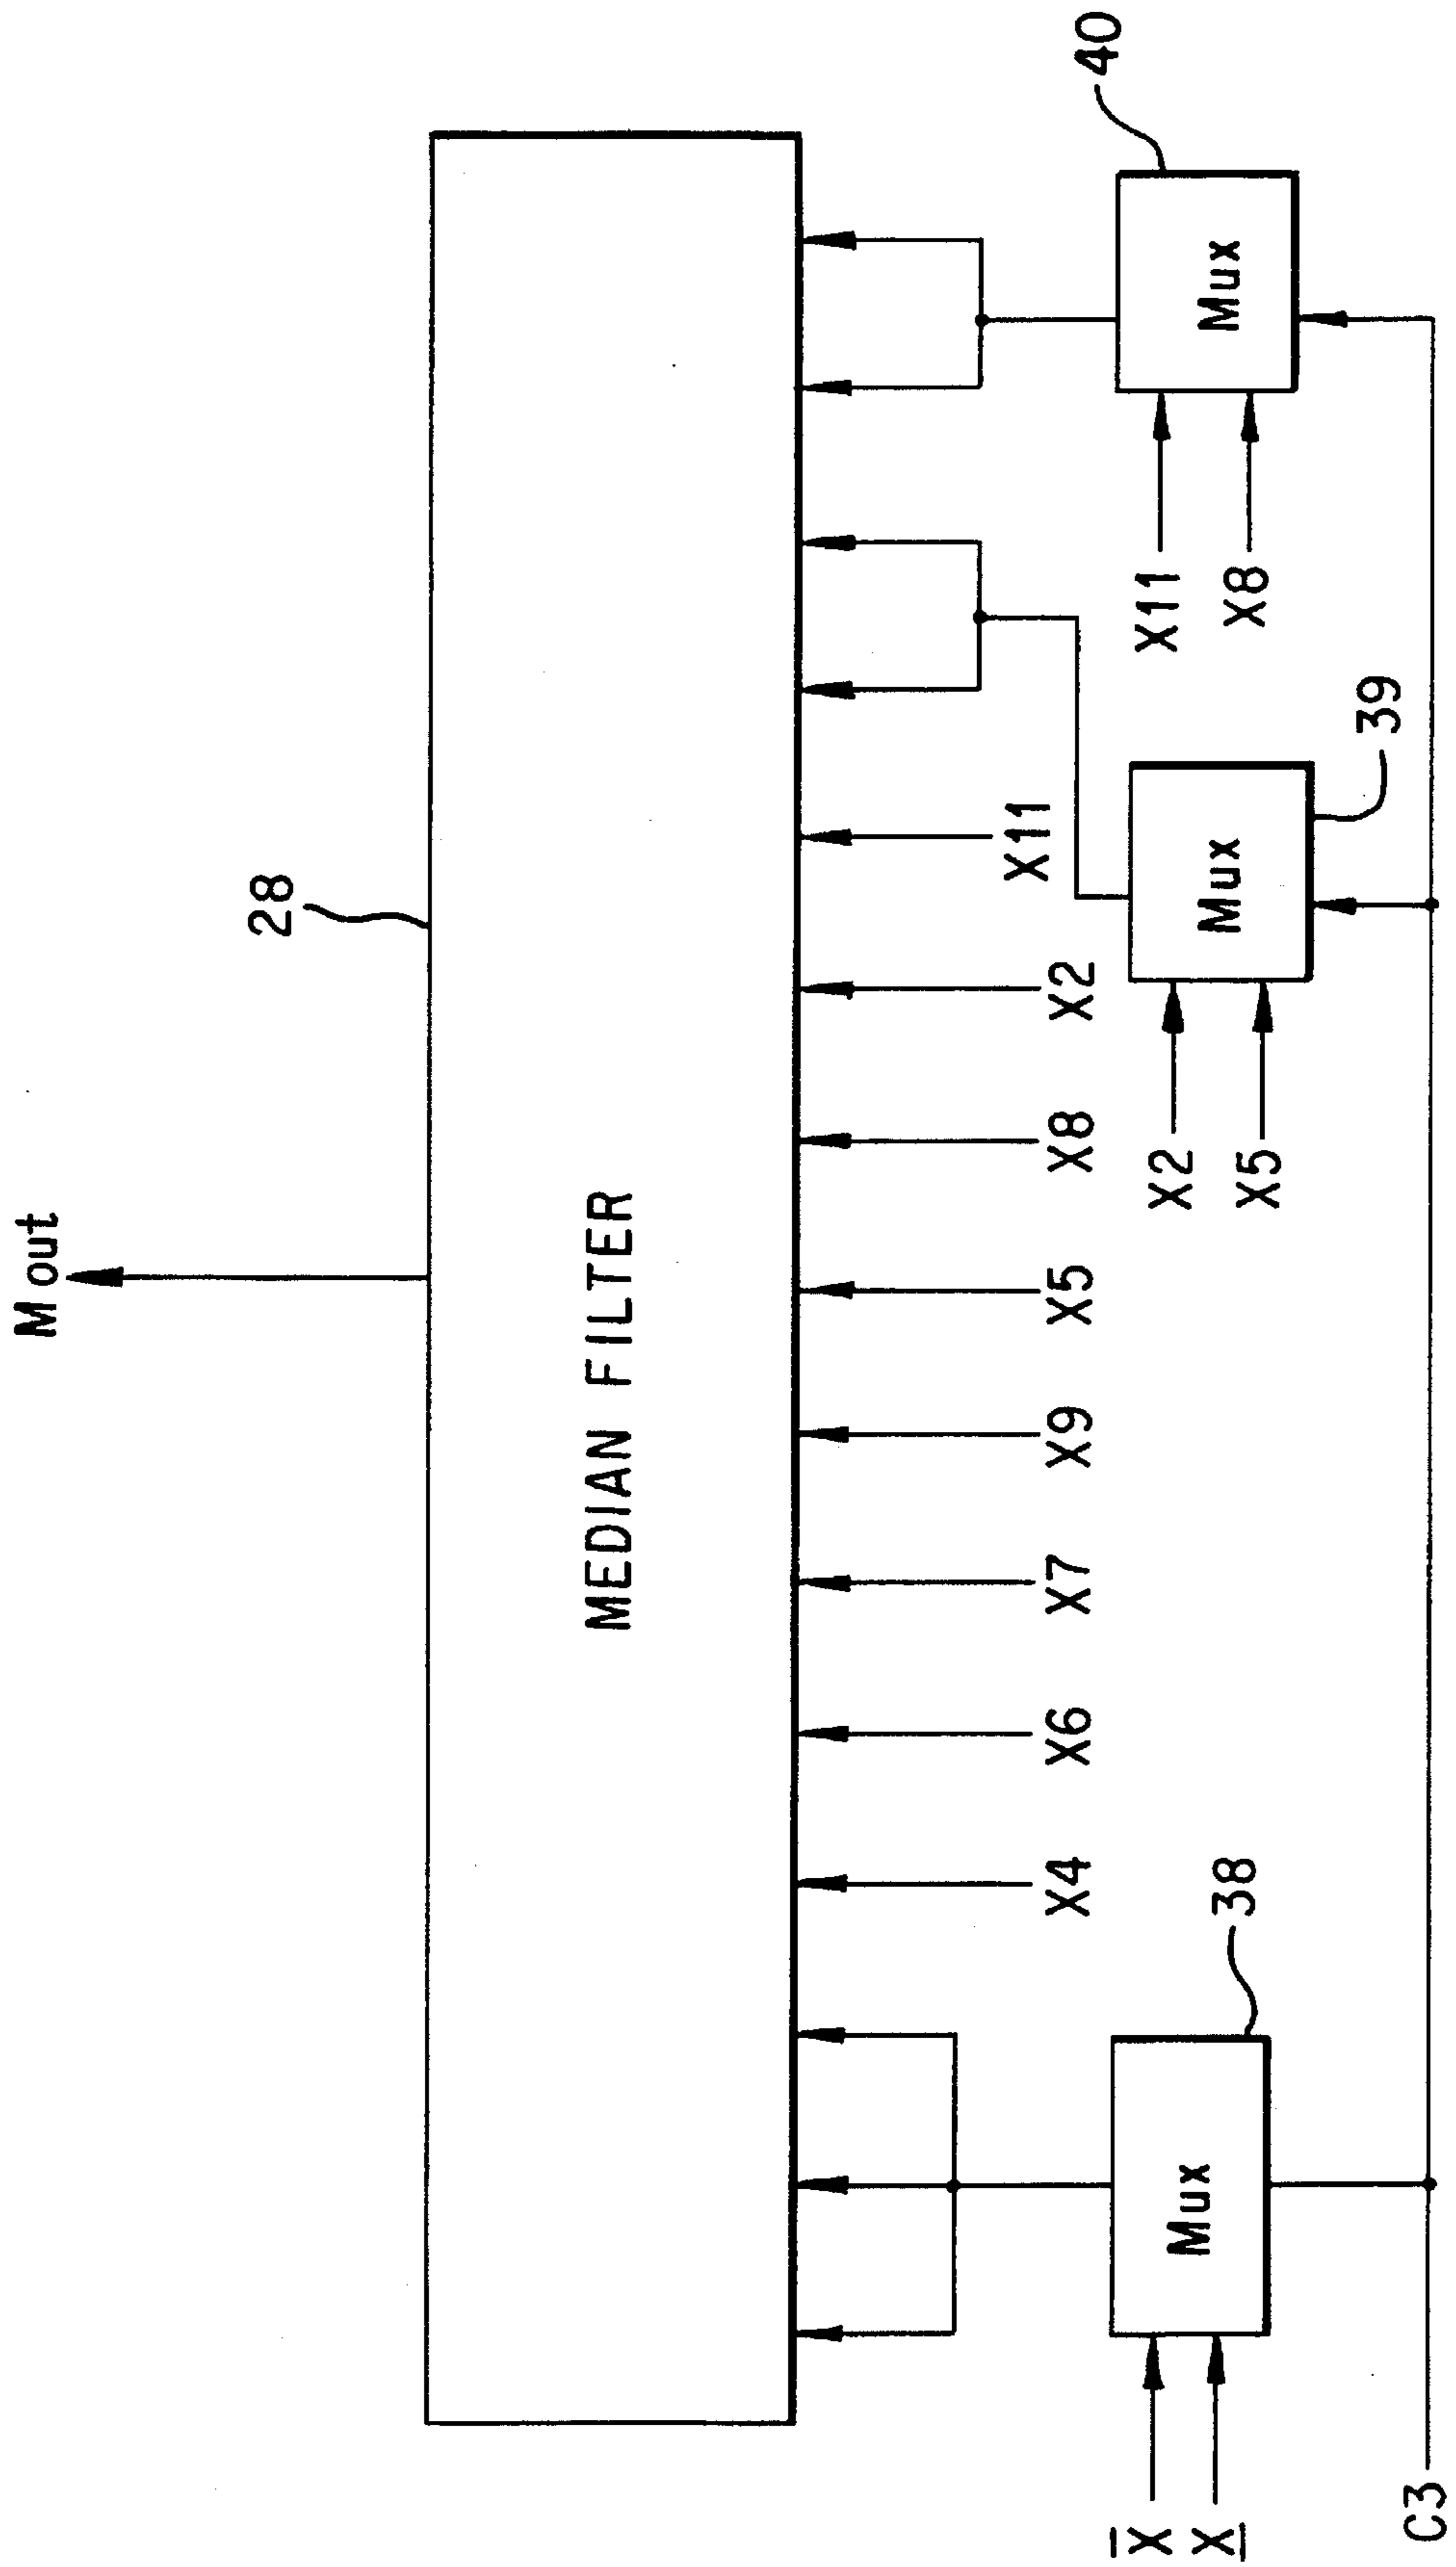 M out
28
MEDIAN FILTER
X4
X6
X7
X9
X5
X8
X2
X11
X̅
X̲
Mux
38
X2
X5
Mux
39
X11
X8
Mux
40
C3